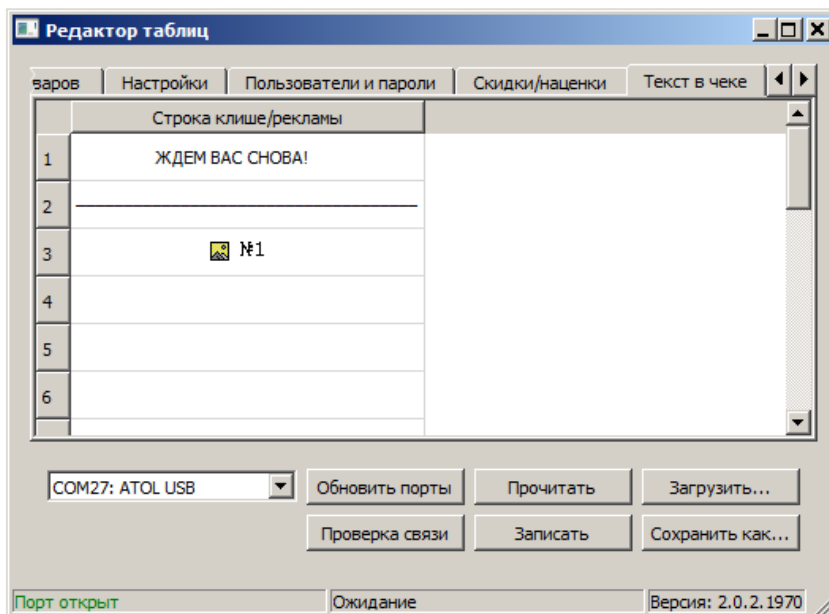 Редактор таблиц
варов Настройки Пользователи и пароли Скидки/наценки Текст в чеке
Строка клише/рекламы
1 ЖДЕМ ВАС СНОВА!
2
3 №1
4
5
6
COM27: ATOL USB Обновить порты Прочитать Загрузить...
Проверка связи Записать Сохранить как...
Порт открыт Ожидание Версия: 2.0.2.1970